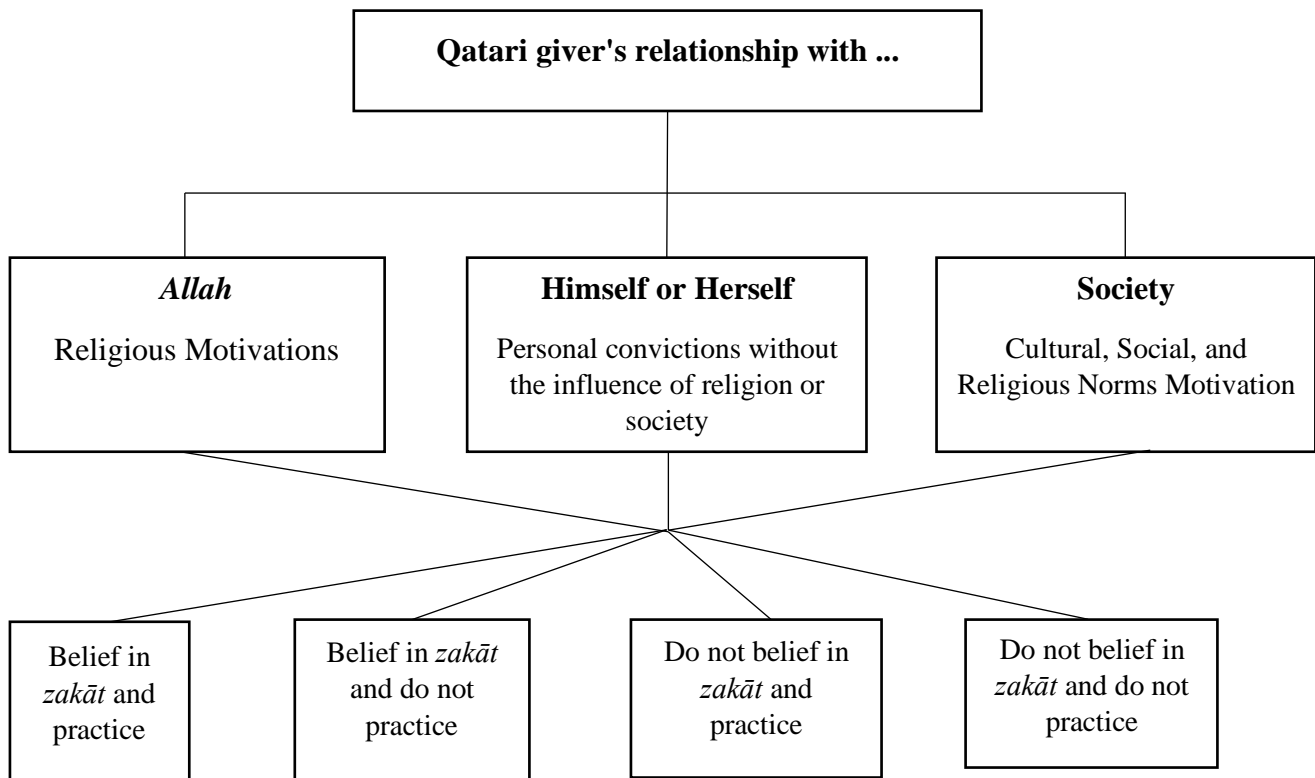 Qatari giver's relationship with ...
Allah
Religious Motivations
Himself or Herself
Personal convictions without
the influence of religion or
society
Society
Cultural, Social, and
Religious Norms Motivation
Belief in
zakāt and
practice
Belief in zakāt
and do not
practice
Do not belief in
zakāt and
practice
Do not belief in
zakāt and do not
practice